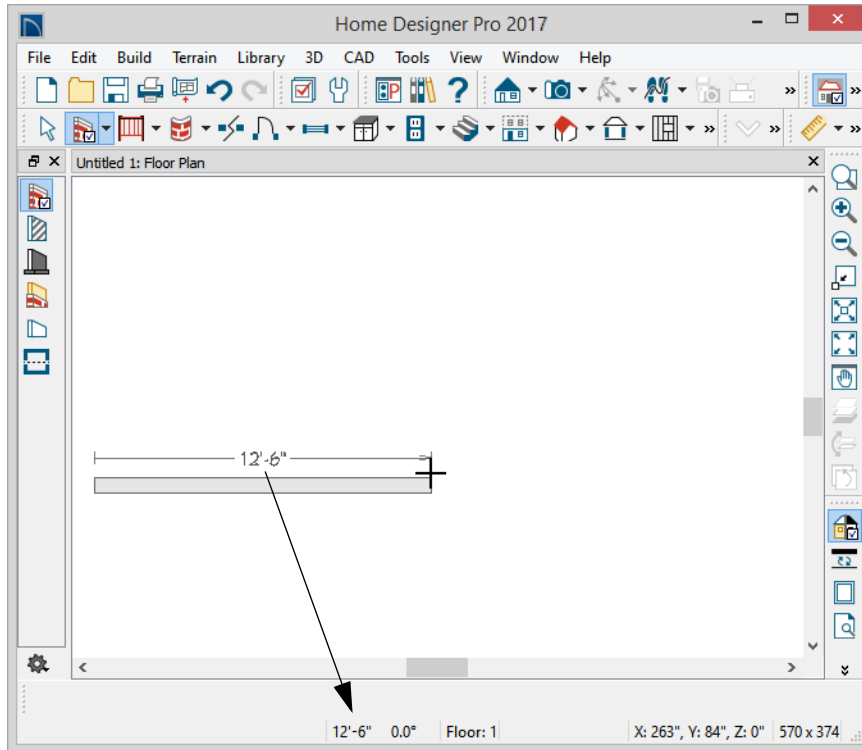 Home Designer Pro 2017
File Edit Build Terrain Library 3D CAD Tools View Window Help
Untitled 1: Floor Plan
12'-6"
12'-6" 0.0° Floor: 1 X: 263", Y: 84", Z: 0" 570 x 374